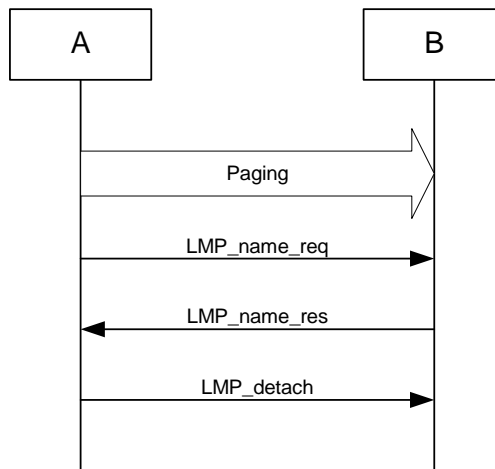 A
B
Paging
LMP_name_req
LMP_name_res
LMP_detach